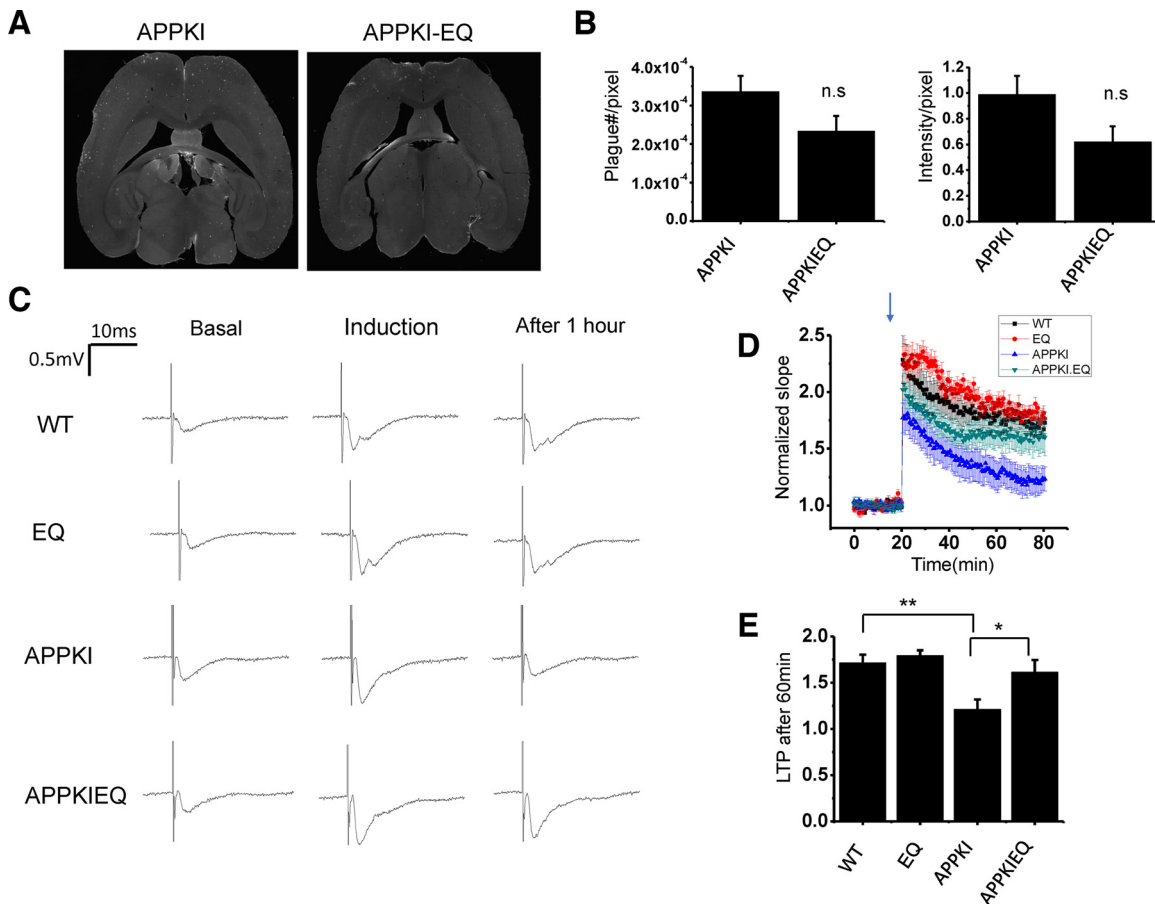 A
APPKI
APPKI-EQ
B
Plague#/pixel
4.0x10-4
3.0x10-4
2.0x10-4
1.0x10-4
0.0
n.s
APPKI
APPKIEQ
Intensity/pixel
1.4
1.2
1.0
0.8
0.6
0.4
0.2
0.0
n.s
APPKI
APPKIEQ
C
10ms
0.5mV
Basal
Induction
After 1 hour
WT
EQ
APPKI
APPKIEQ
D
WT
EQ
APPKI
APPKI.EQ
Normalized slope
2.5
2.0
1.5
1.0
0
20
40
60
80
Time(min)
E
**
*
LTP after 60min
2.0
1.5
1.0
0.5
0.0
WT
EQ
APPKI
APPKIEQ